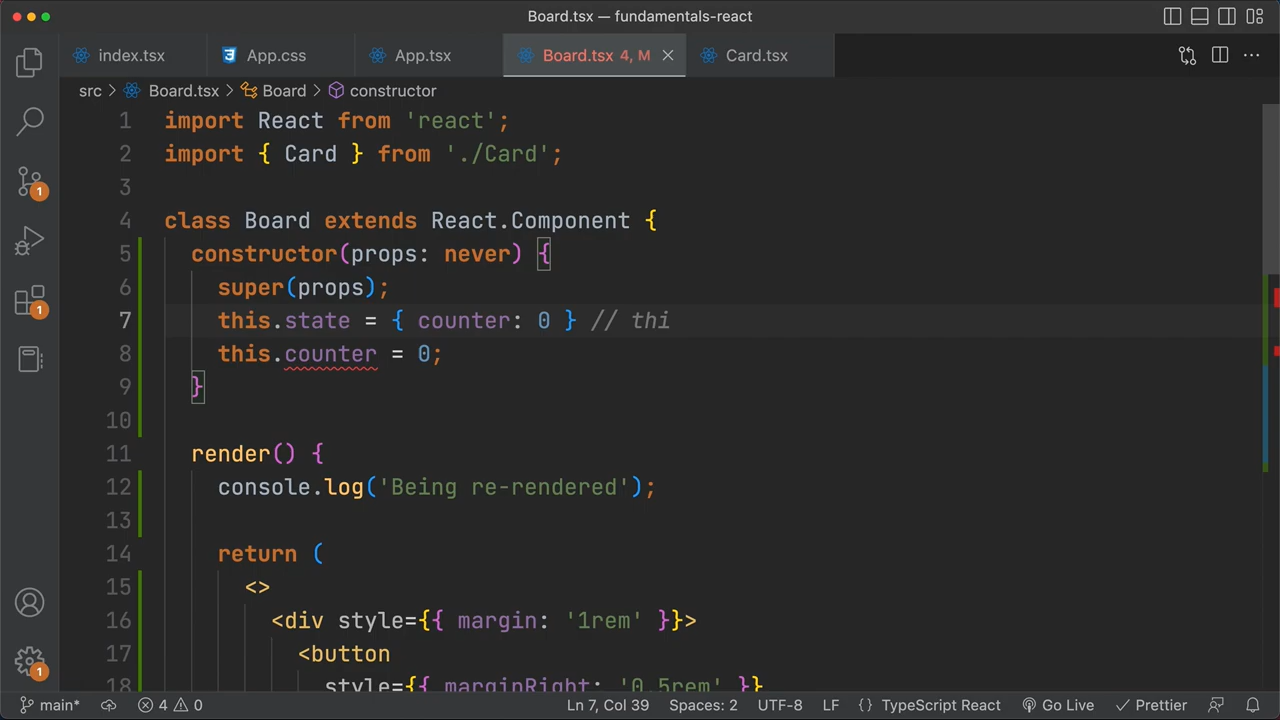 Board.tsx — fundamentals-react
index.tsx App.css App.tsx Board.tsx 4, M Card.tsx
src > Board.tsx > Board > constructor
1 import React from 'react';
2 import { Card } from './Card';
3
4 class Board extends React.Component {
5 constructor(props: never) {
6 super(props);
7 this.state = { counter: 0 } // thi
8 this.counter = 0;
9 }
10
11 render() {
12 console.log('Being re-rendered');
13
14 return (
15 <>
16 <div style={{ margin: '1rem' }}>
17 <button
18 style={{ marginRight: '0.5rem' }}
1
1
1
main* 4 0 Ln 7, Col 39 Spaces: 2 UTF-8 LF {} TypeScript React Go Live Prettier